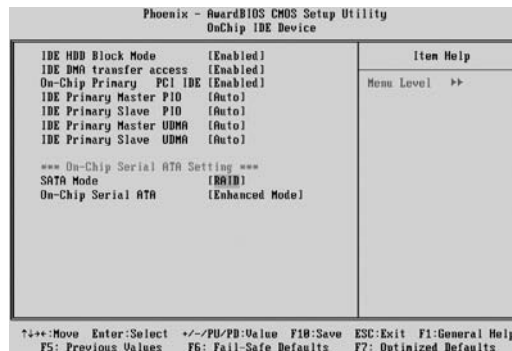 Phoenix - AwardBIOS CMOS Setup Utility
OnChip IDE Device
IDE HDD Block Mode [Enabled]
IDE DMA transfer access [Enabled]
On-Chip Primary PCI IDE [Enabled]
IDE Primary Master PIO [Auto]
IDE Primary Slave PIO [Auto]
IDE Primary Master UDMA [Auto]
IDE Primary Slave UDMA [Auto]
*** On-Chip Serial ATA Setting ***
SATA Mode [RAID]
On-Chip Serial ATA [Enhanced Mode]
Item Help
Menu Level ▸▸
↑↓→←:Move Enter:Select +/-/PU/PD:Value F10:Save ESC:Exit F1:General Help
F5: Previous Values F6: Fail-Safe Defaults F7: Optimized Defaults